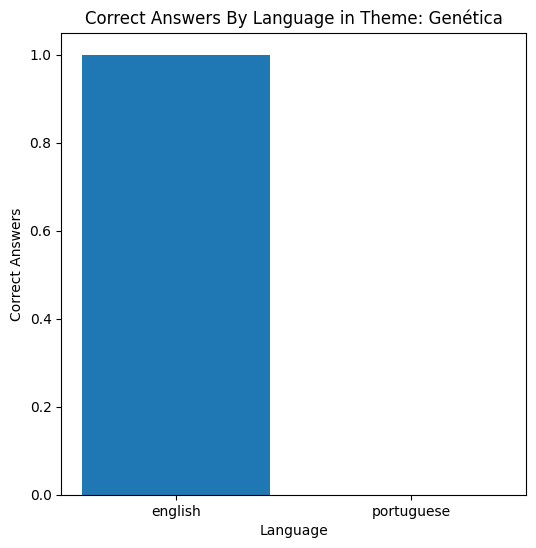 Correct Answers By Language in Theme: Genética
1.0
0.8
0.6
0.4
0.2
0.0
Correct Answers
english
portuguese
Language